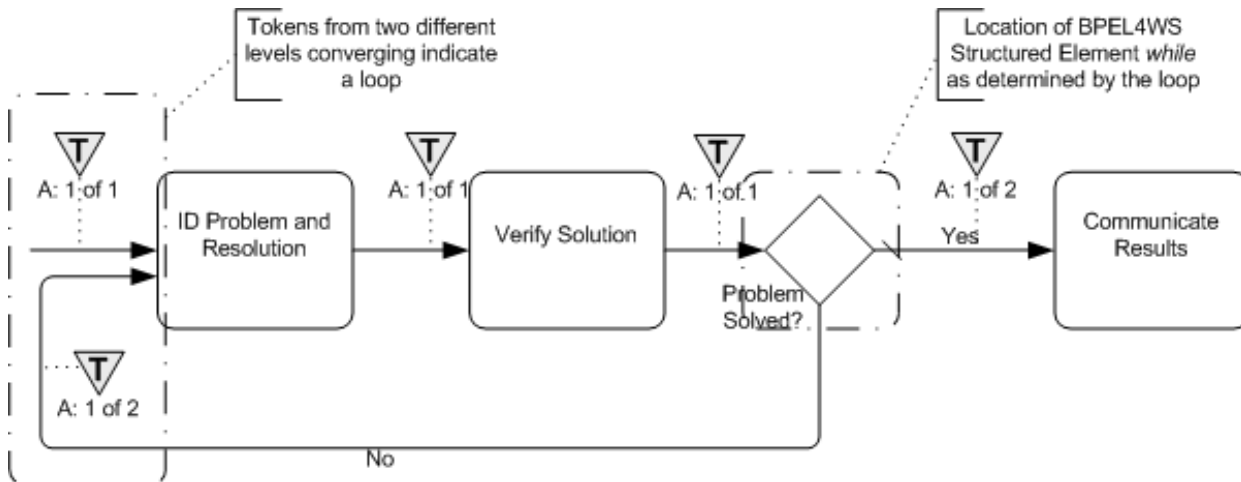 Tokens from two different
levels converging indicate
a loop
Location of BPEL4WS
Structured Element while
as determined by the loop
T
A: 1 of 1
T
A: 1 of 1
T
A: 1 of 1
T
A: 1 of 2
ID Problem and
Resolution
Verify Solution
Yes
Communicate
Results
Problem
Solved?
T
A: 1 of 2
No